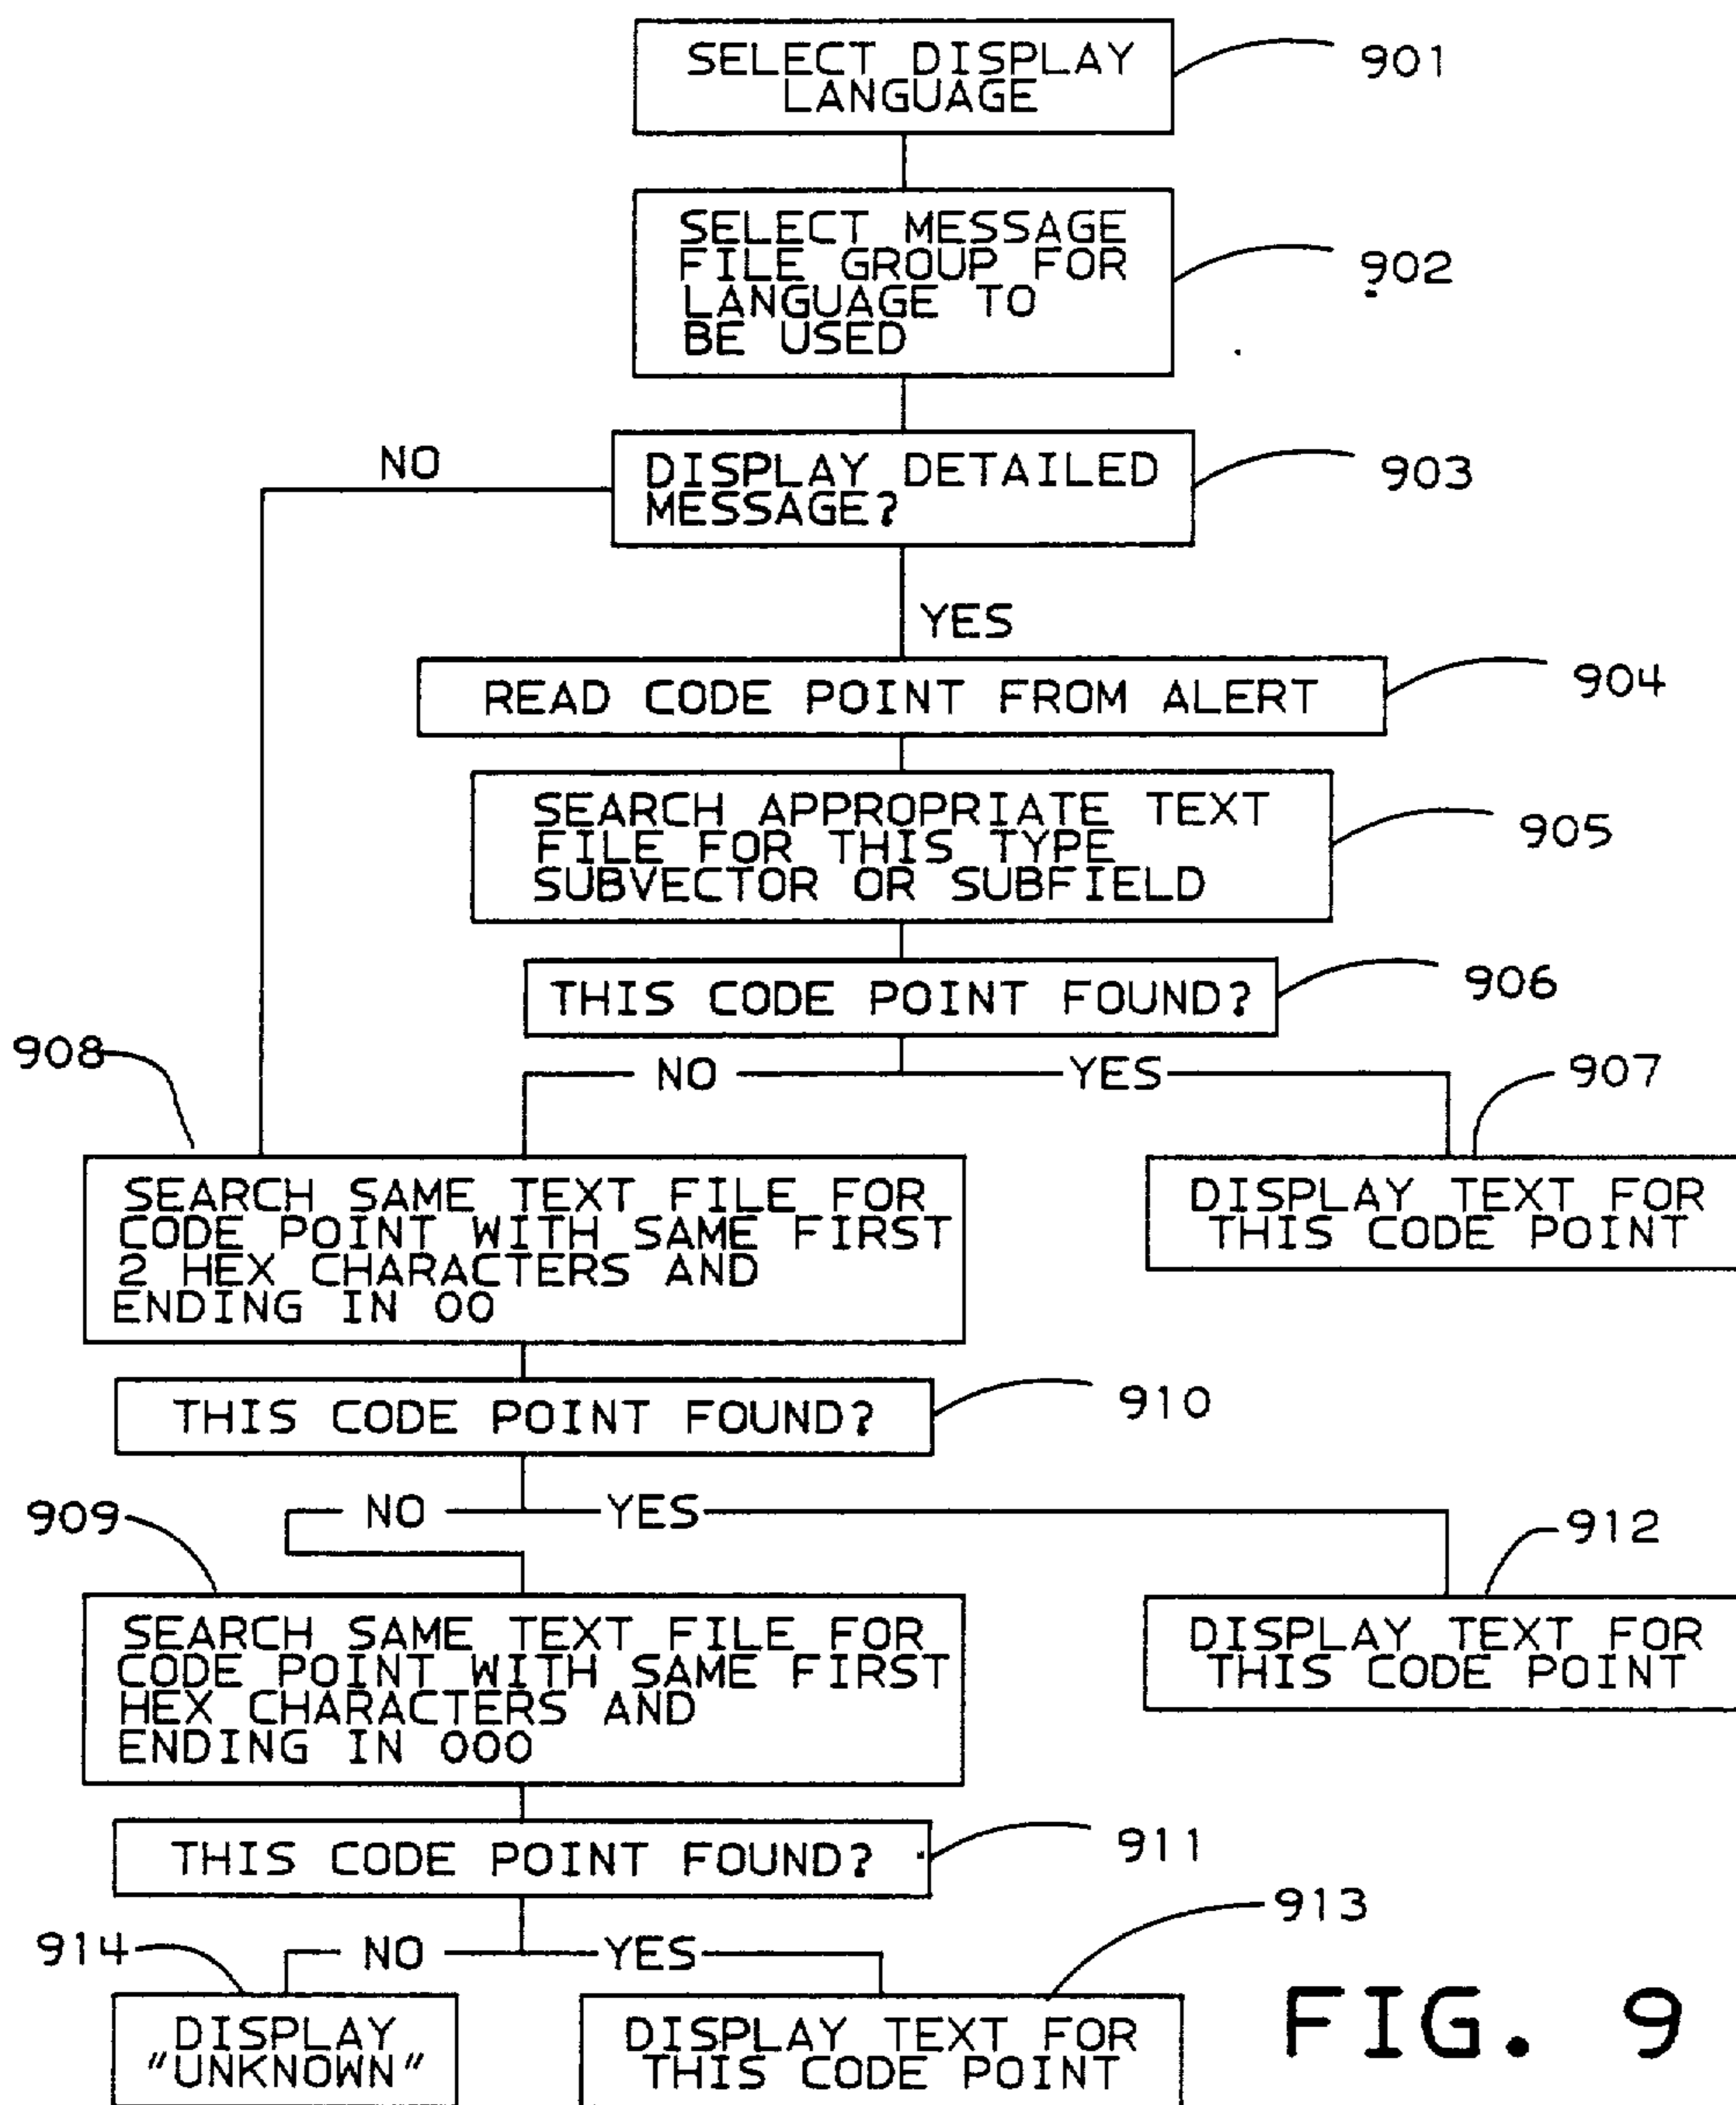 SELECT DISPLAY
LANGUAGE
901
SELECT MESSAGE
FILE GROUP FOR
LANGUAGE TO
BE USED
902
NO
DISPLAY DETAILED
MESSAGE?
903
YES
READ CODE POINT FROM ALERT
904
SEARCH APPROPRIATE TEXT
FILE FOR THIS TYPE
SUBVECTOR OR SUBFIELD
905
THIS CODE POINT FOUND?
906
908
NO
YES
907
SEARCH SAME TEXT FILE FOR
CODE POINT WITH SAME FIRST
2 HEX CHARACTERS AND
ENDING IN 00
DISPLAY TEXT FOR
THIS CODE POINT
THIS CODE POINT FOUND?
910
909
NO
YES
912
SEARCH SAME TEXT FILE FOR
CODE POINT WITH SAME FIRST
HEX CHARACTERS AND
ENDING IN 000
DISPLAY TEXT FOR
THIS CODE POINT
THIS CODE POINT FOUND?
911
913
914
NO
YES
DISPLAY
"UNKNOWN"
DISPLAY TEXT FOR
THIS CODE POINT
FIG. 9